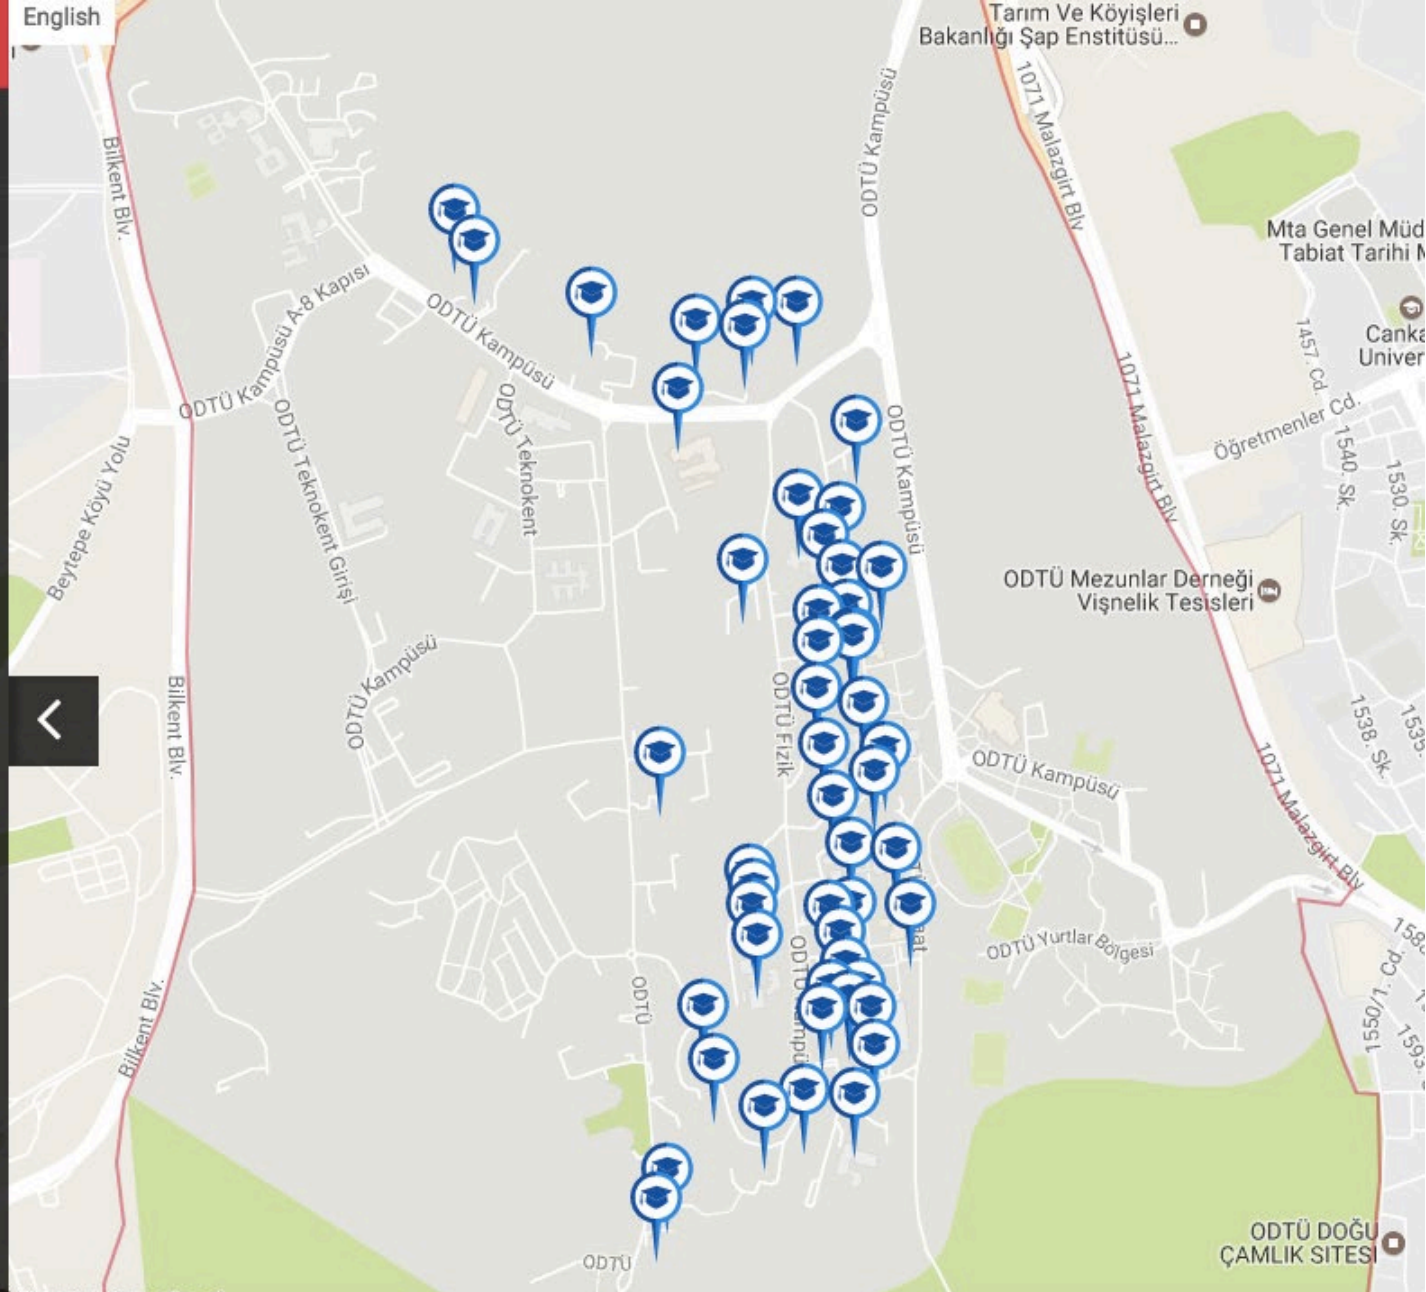 English
Tarım Ve Köyişleri
Bakanlığı Şap Enstitüsü...
1071 Malazgirt Blv
ODTÜ Kampüsü
Bilkent Blv.
Mta Genel Müd
Tabiat Tarihi M
ODTÜ Kampüsü A-8 Kapısı
ODTÜ Kampüsü
Canka
Univer
1457. Cd.
1071 Malazgirt Blv
Öğretmenler Cd.
ODTÜ Teknokent
ODTÜ Kampüsü
ODTÜ Teknokent Girişi
Beytepe Köyü Yolu
1540. Sk.
1530. Sk.
ODTÜ Mezunlar Derneği
Vişnelik Tesisleri
ODTÜ Kampüsü
Bilkent Blv.
ODTÜ Fizik
1538. Sk.
1535.
ODTÜ Kampüsü
1071 Malazgirt Blv
ODTÜ Yurtlar Bölgesi
ODTÜ
Bilkent Blv.
1550/1. Cd.
1593.
ODTÜ DOĞU
ÇAMLIK SITESI
ODTÜ